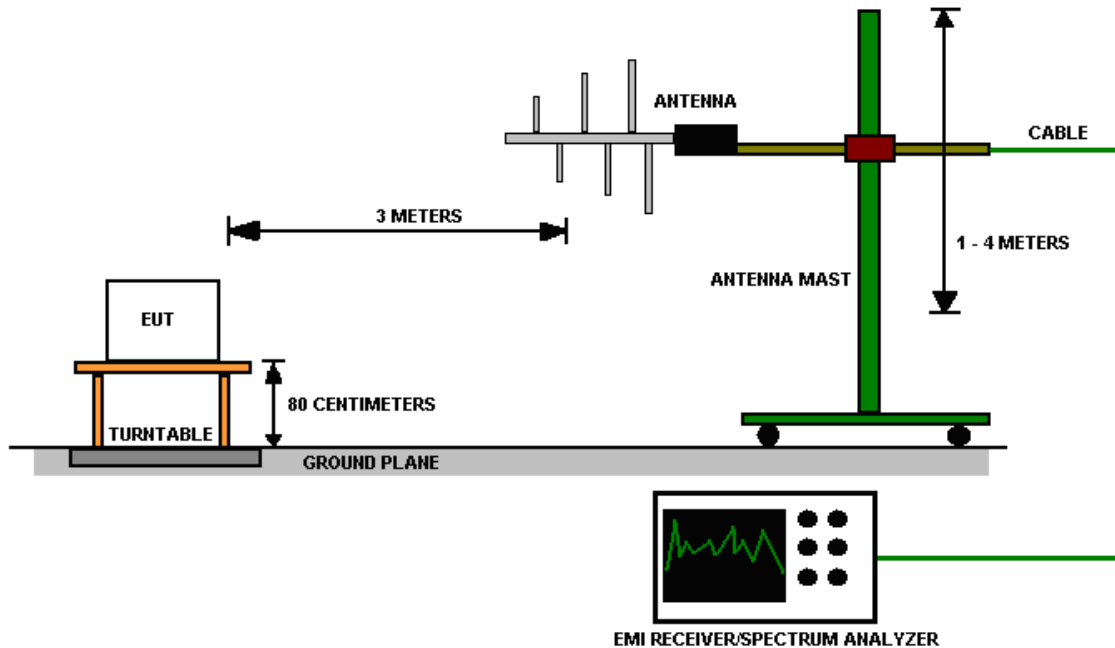 ANTENNA
CABLE
3 METERS
1 - 4 METERS
ANTENNA MAST
EUT
80 CENTIMETERS
TURNTABLE
GROUND PLANE
EMI RECEIVER/SPECTRUM ANALYZER